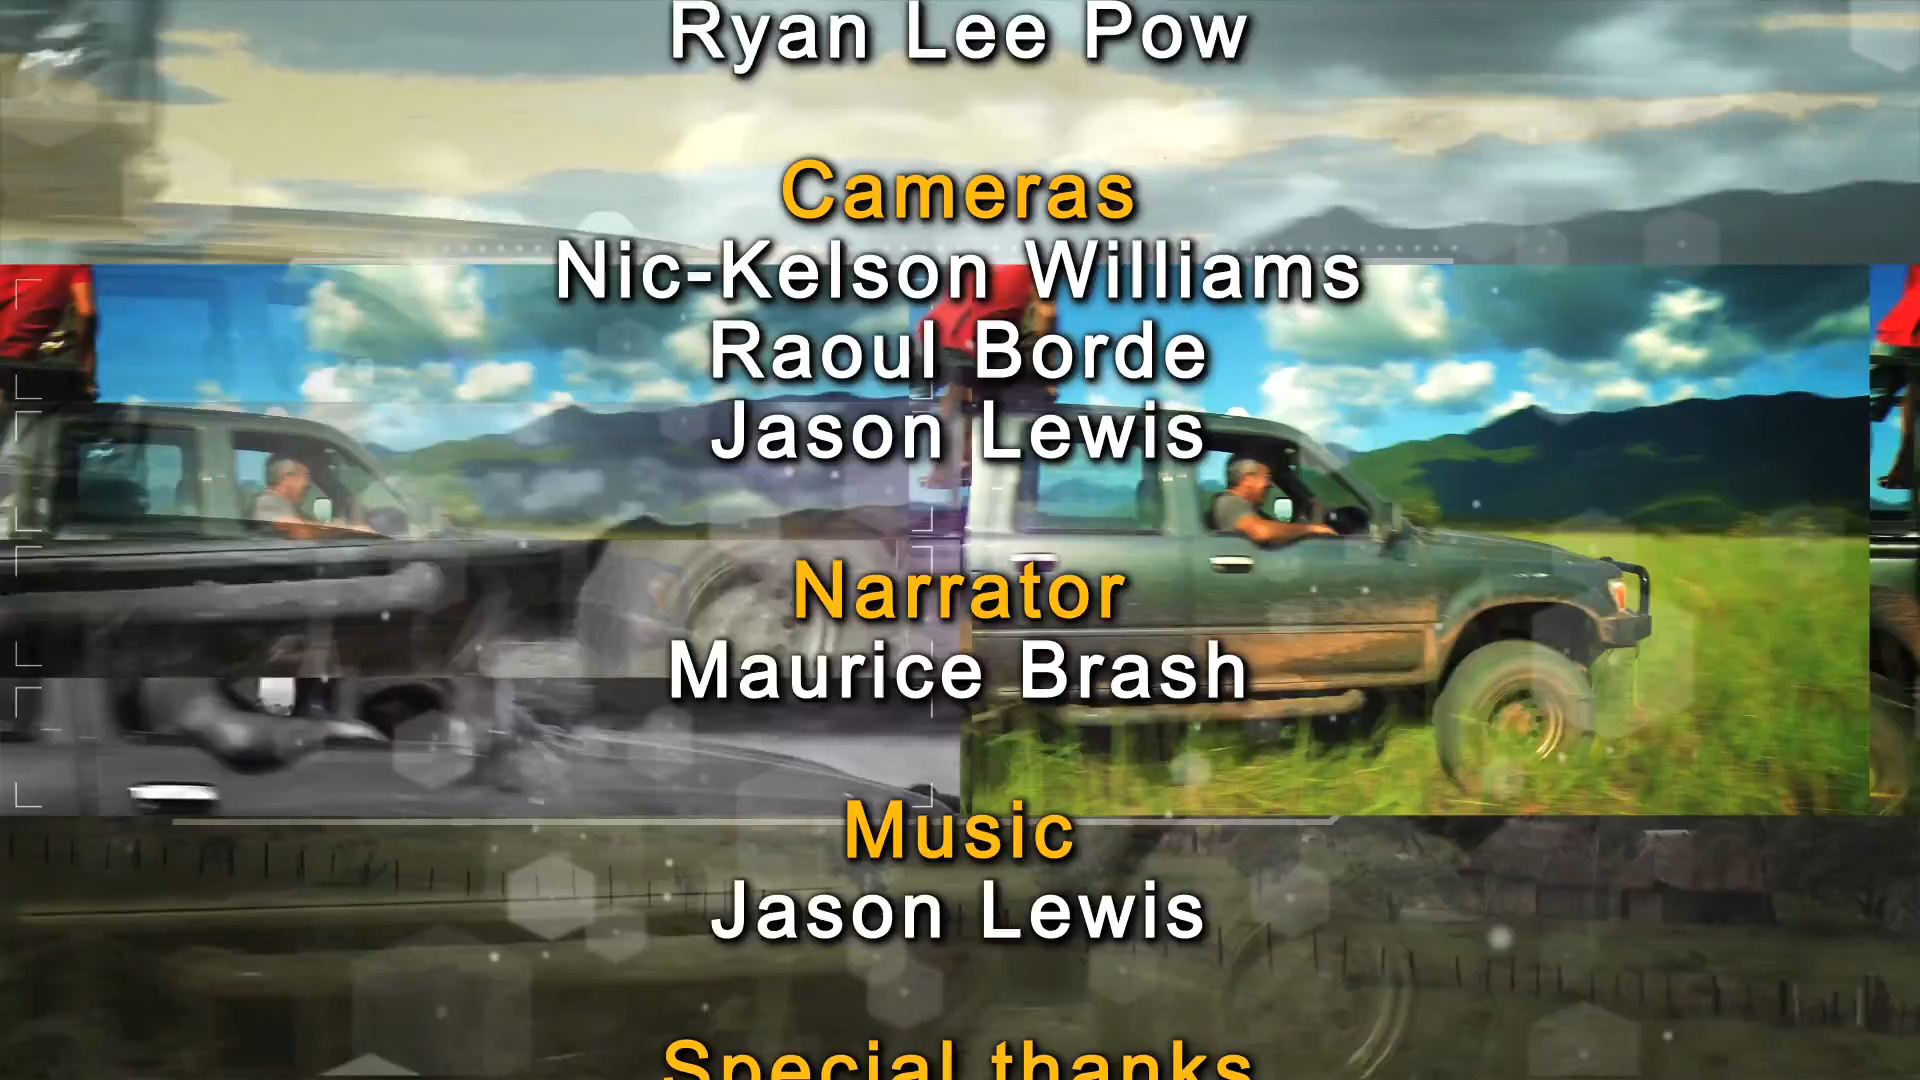 Ryan Lee Pow
Cameras
Nic-Kelson Williams
Raoul Borde
Jason Lewis
Narrator
Maurice Brash
Music
Jason Lewis
Special thanks